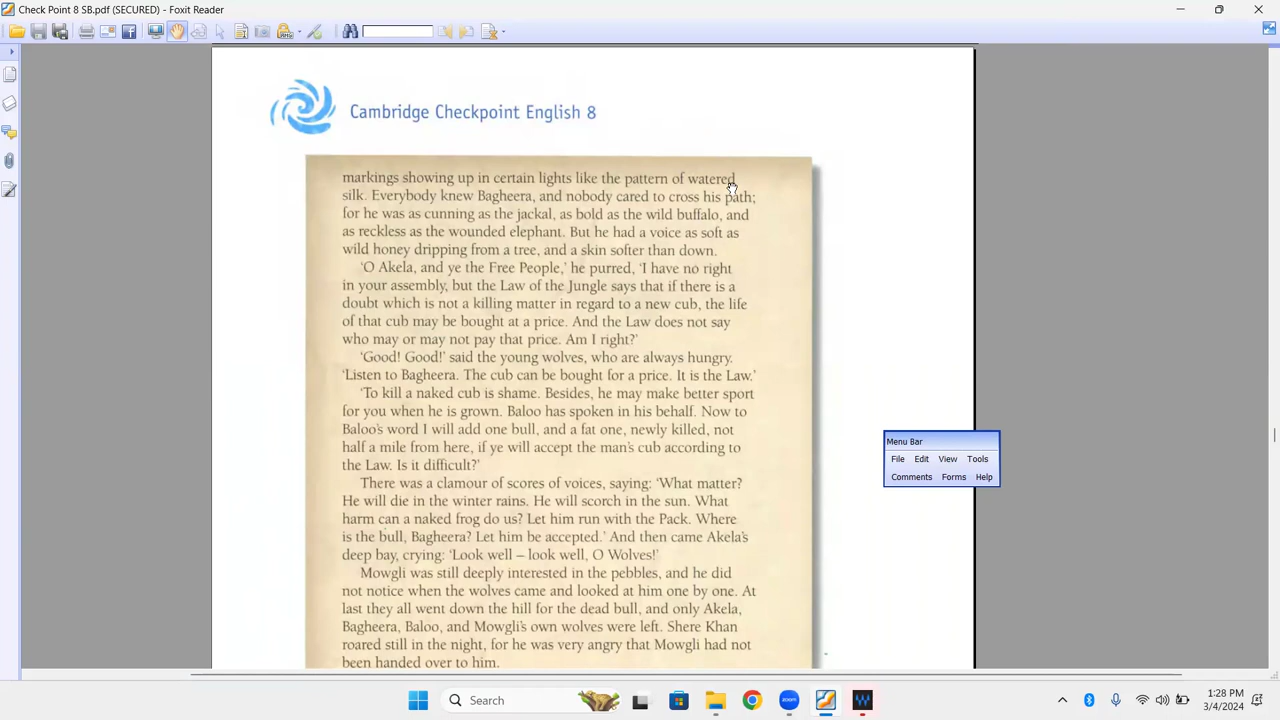 Check Point 8 SB.pdf (SECURED) - Foxit Reader
Cambridge Checkpoint English 8
markings showing up in certain lights like the pattern of watered
silk. Everybody knew Bagheera, and nobody cared to cross his path;
for he was as cunning as the jackal, as bold as the wild buffalo, and
as reckless as the wounded elephant. But he had a voice as soft as
wild honey dripping from a tree, and a skin softer than down.
‘O Akela, and ye the Free People,’ he purred, ‘I have no right
in your assembly, but the Law of the Jungle says that if there is a
doubt which is not a killing matter in regard to a new cub, the life
of that cub may be bought at a price. And the Law does not say
who may or may not pay that price. Am I right?’
‘Good! Good!’ said the young wolves, who are always hungry.
‘Listen to Bagheera. The cub can be bought for a price. It is the Law.’
‘To kill a naked cub is shame. Besides, he may make better sport
for you when he is grown. Baloo has spoken in his behalf. Now to
Baloo’s word I will add one bull, and a fat one, newly killed, not
half a mile from here, if ye will accept the man’s cub according to
the Law. Is it difficult?’
There was a clamour of scores of voices, saying: ‘What matter?
He will die in the winter rains. He will scorch in the sun. What
harm can a naked frog do us? Let him run with the Pack. Where
is the bull, Bagheera? Let him be accepted.’ And then came Akela’s
deep bay, crying: ‘Look well – look well, O Wolves!’
Mowgli was still deeply interested in the pebbles, and he did
not notice when the wolves came and looked at him one by one. At
last they all went down the hill for the dead bull, and only Akela,
Bagheera, Baloo, and Mowgli’s own wolves were left. Shere Khan
roared still in the night, for he was very angry that Mowgli had not
been handed over to him.
Menu Bar
File Edit View Tools
Comments Forms Help
Search
1:28 PM
3/4/2024